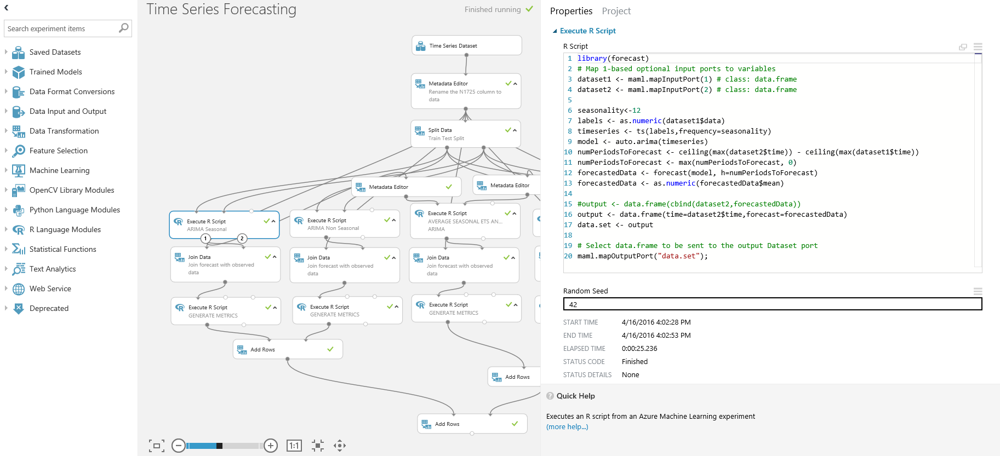 Search experiment items
Saved Datasets
Trained Models
Data Format Conversions
Data Input and Output
Data Transformation
Feature Selection
Machine Learning
OpenCV Library Modules
Python Language Modules
R Language Modules
Statistical Functions
Text Analytics
Web Service
Deprecated
Time Series Forecasting
Finished running
Time Series Dataset
Metadata Editor
Rename the N1725 column to
data
Split Data
Train Test Split
Metadata Editor
Metadata Editor
Execute R Script
ARIMA Seasonal
1
2
Execute R Script
ARIMA Non Seasonal
Execute R Script
AVERAGE SEASONAL ETS AN...
ARIMA
Join Data
Join forecast with observed
data
Join Data
Join forecast with observed
data
Join Data
Join forecast with observed
data
Execute R Script
GENERATE METRICS
Execute R Script
GENERATE METRICS
Execute R Script
GENERATE METRICS
Add Rows
Add Rows
Add Rows
1:1
Properties Project
Execute R Script
R Script
1 library(forecast)
2 # Map 1-based optional input ports to variables
3 dataset1 <- maml.mapInputPort(1) # class: data.frame
4 dataset2 <- maml.mapInputPort(2) # class: data.frame
5
6 seasonality<-12
7 labels <- as.numeric(dataset1$data)
8 timeseries <- ts(labels,frequency=seasonality)
9 model <- auto.arima(timeseries)
10 numPeriodsToForecast <- ceiling(max(dataset2$time)) - ceiling(max(dataset1$time))
11 numPeriodsToForecast <- max(numPeriodsToForecast, 0)
12 forecastedData <- forecast(model, h=numPeriodsToForecast)
13 forecastedData <- as.numeric(forecastedData$mean)
14
15 #output <- data.frame(cbind(dataset2,forecastedData))
16 output <- data.frame(time=dataset2$time,forecast=forecastedData)
17 data.set <- output
18
19 # Select data.frame to be sent to the output Dataset port
20 maml.mapOutputPort("data.set");
Random Seed
42
START TIME 4/16/2016 4:02:28 PM
END TIME 4/16/2016 4:02:53 PM
ELAPSED TIME 0:00:25.236
STATUS CODE Finished
STATUS DETAILS None
? Quick Help
Executes an R script from an Azure Machine Learning experiment
(more help...)